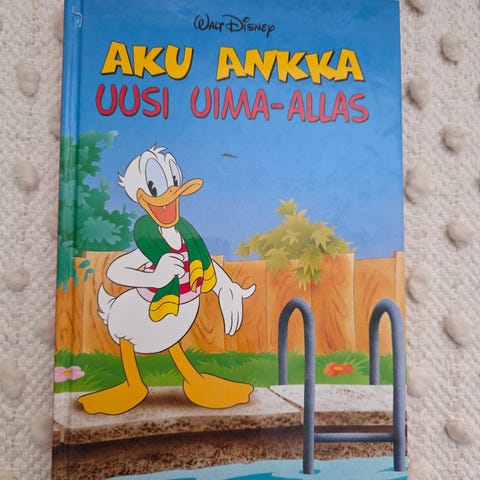 Walt Disney
AKU ANKKA
UUSI UIMA-ALLAS